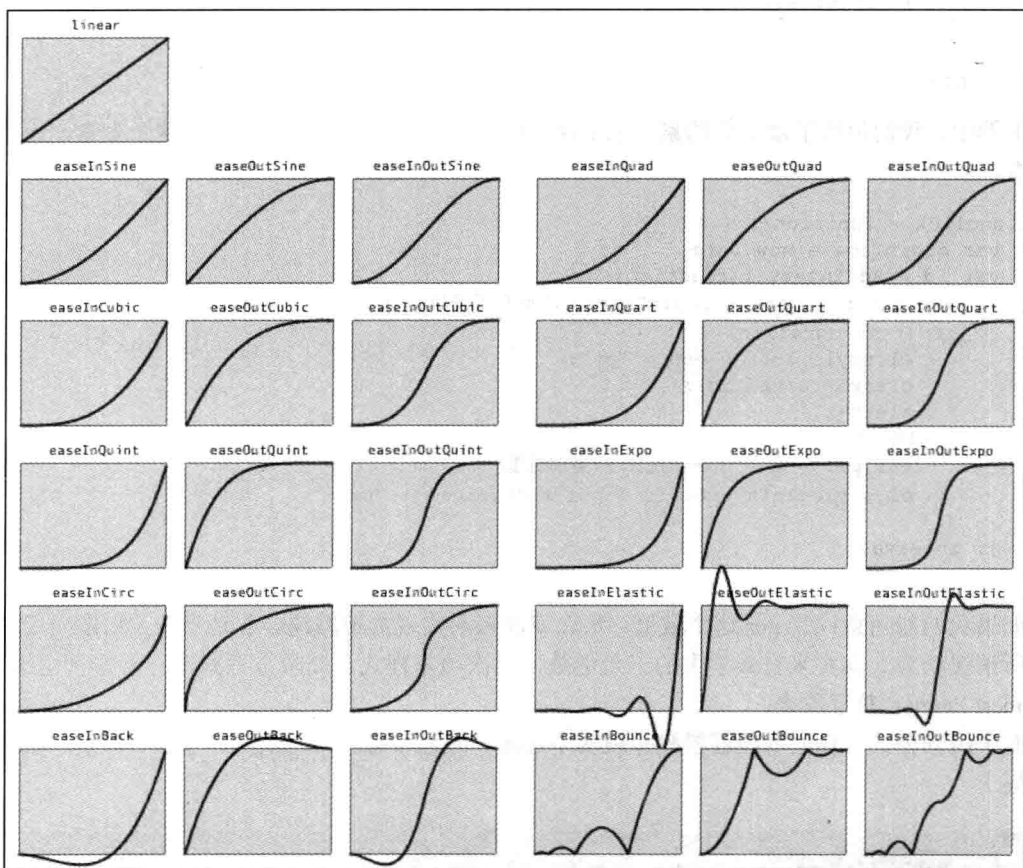 linear
easeInSine easeOutSine easeInOutSine easeInQuad easeOutQuad easeInOutQuad
easeInCubic easeOutCubic easeInOutCubic easeInQuart easeOutQuart easeInOutQuart
easeInQuint easeOutQuint easeInOutQuint easeInExpo easeOutExpo easeInOutExpo
easeInCirc easeOutCirc easeInOutCirc easeInElastic easeOutElastic easeInOutElastic
easeInBack easeOutBack easeInOutBack easeInBounce easeOutBounce easeInOutBounce